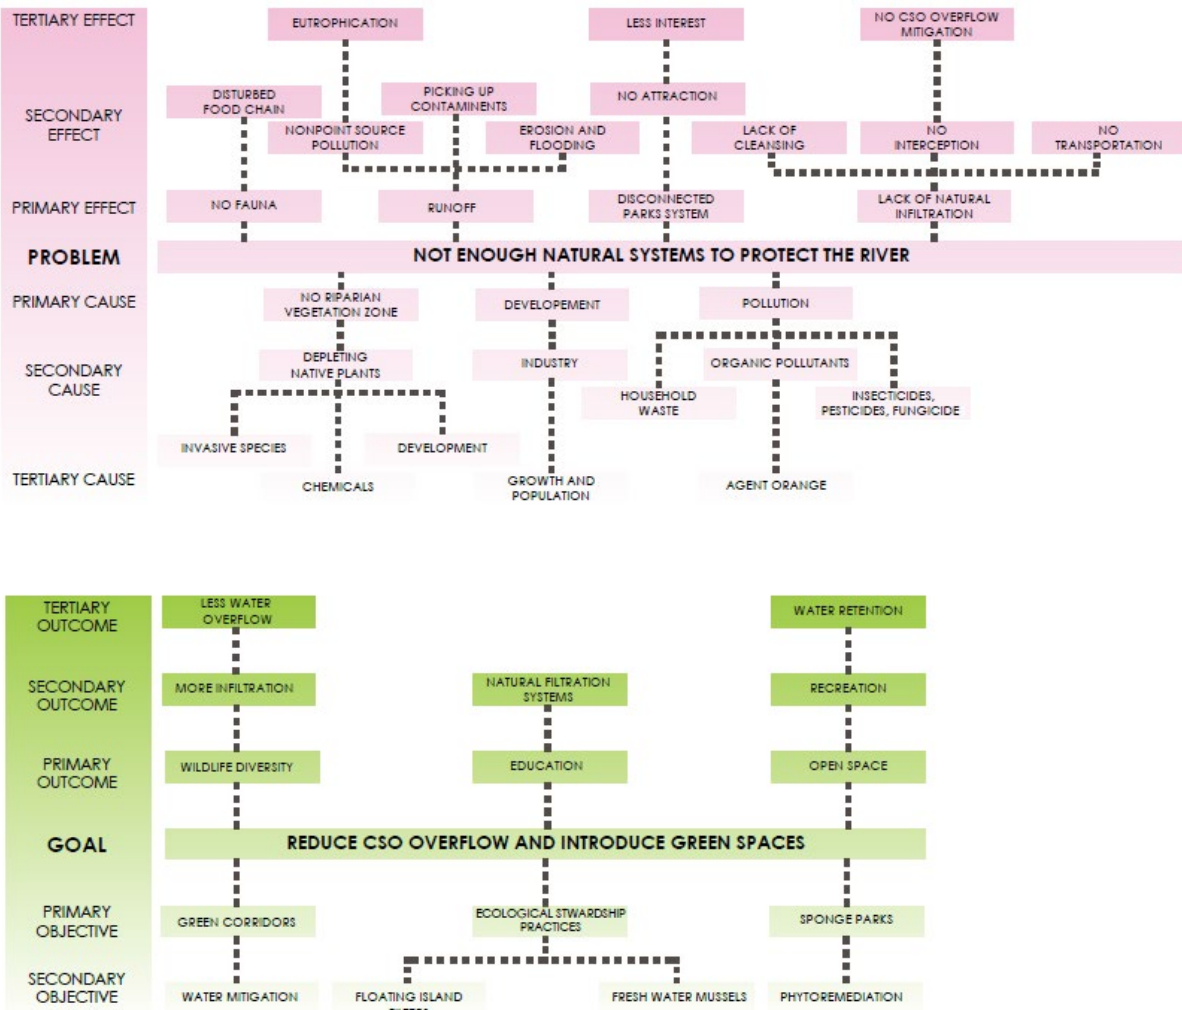 TERTIARY EFFECT
EUTROPHICATION
LESS INTEREST
NO CSO OVERFLOW
MITIGATION
SECONDARY
EFFECT
DISTURBED
FOOD CHAIN
PICKING UP
CONTAMINENTS
NO ATTRACTION
NONPOINT SOURCE
POLLUTION
EROSION AND
FLOODING
LACK OF
CLEANSING
NO
INTERCEPTION
NO
TRANSPORTATION
PRIMARY EFFECT
NO FAUNA
RUNOFF
DISCONNECTED
PARKS SYSTEM
LACK OF NATURAL
INFILTRATION
PROBLEM
NOT ENOUGH NATURAL SYSTEMS TO PROTECT THE RIVER
PRIMARY CAUSE
NO RIPARIAN
VEGETATION ZONE
DEVELOPEMENT
POLLUTION
SECONDARY
CAUSE
DEPLETING
NATIVE PLANTS
INDUSTRY
ORGANIC POLLUTANTS
HOUSEHOLD
WASTE
INSECTICIDES,
PESTICIDES, FUNGICIDE
INVASIVE SPECIES
DEVELOPMENT
TERTIARY CAUSE
CHEMICALS
GROWTH AND
POPULATION
AGENT ORANGE
TERTIARY
OUTCOME
LESS WATER
OVERFLOW
WATER RETENTION
SECONDARY
OUTCOME
MORE INFILTRATION
NATURAL FILTRATION
SYSTEMS
RECREATION
PRIMARY
OUTCOME
WILDLIFE DIVERSITY
EDUCATION
OPEN SPACE
GOAL
REDUCE CSO OVERFLOW AND INTRODUCE GREEN SPACES
PRIMARY
OBJECTIVE
GREEN CORRIDORS
ECOLOGICAL STWARDSHIP
PRACTICES
SPONGE PARKS
SECONDARY
OBJECTIVE
WATER MITIGATION
FLOATING ISLAND
FRESH WATER MUSSELS
PHYTOREMEDIATION